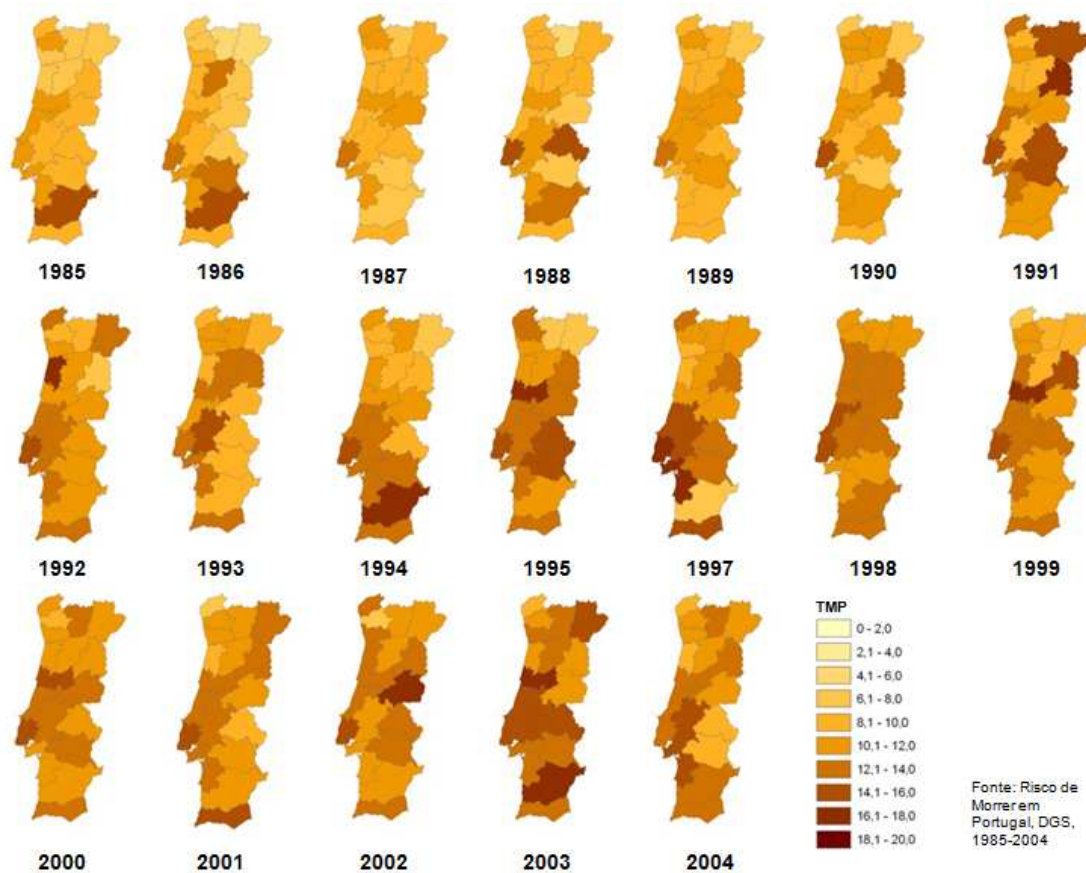 1985
1986
1987
1988
1989
1990
1991
1992
1993
1994
1995
1997
1998
1999
2000
2001
2002
2003
2004
TMP
0 - 2,0
2,1 - 4,0
4,1 - 6,0
6,1 - 8,0
8,1 - 10,0
10,1 - 12,0
12,1 - 14,0
14,1 - 16,0
16,1 - 18,0
18,1 - 20,0
Fonte: Risco de
Morrer em
Portugal, DGS,
1985-2004